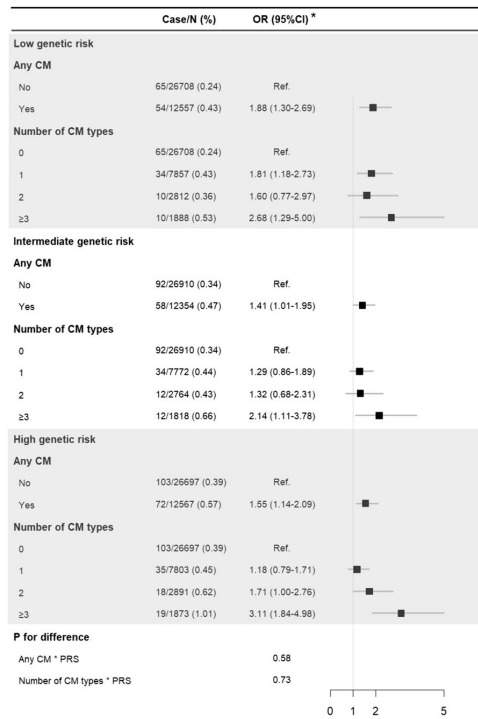 Case/N (%) OR (95%CI) *
Low genetic risk
Any CM
No 65/26708 (0.24) Ref.
Yes 54/12557 (0.43) 1.88 (1.30-2.69)
Number of CM types
0 65/26708 (0.24) Ref.
1 34/7857 (0.43) 1.81 (1.18-2.73)
2 10/2812 (0.36) 1.60 (0.77-2.97)
≥3 10/1888 (0.53) 2.68 (1.29-5.00)
Intermediate genetic risk
Any CM
No 92/26910 (0.34) Ref.
Yes 58/12354 (0.47) 1.41 (1.01-1.95)
Number of CM types
0 92/26910 (0.34) Ref.
1 34/7772 (0.44) 1.29 (0.86-1.89)
2 12/2764 (0.43) 1.32 (0.68-2.31)
≥3 12/1818 (0.66) 2.14 (1.11-3.78)
High genetic risk
Any CM
No 103/26697 (0.39) Ref.
Yes 72/12567 (0.57) 1.55 (1.14-2.09)
Number of CM types
0 103/26697 (0.39) Ref.
1 35/7803 (0.45) 1.18 (0.79-1.71)
2 18/2891 (0.62) 1.71 (1.00-2.76)
≥3 19/1873 (1.01) 3.11 (1.84-4.98)
P for difference
Any CM * PRS 0.58
Number of CM types * PRS 0.73
0 1 2 5